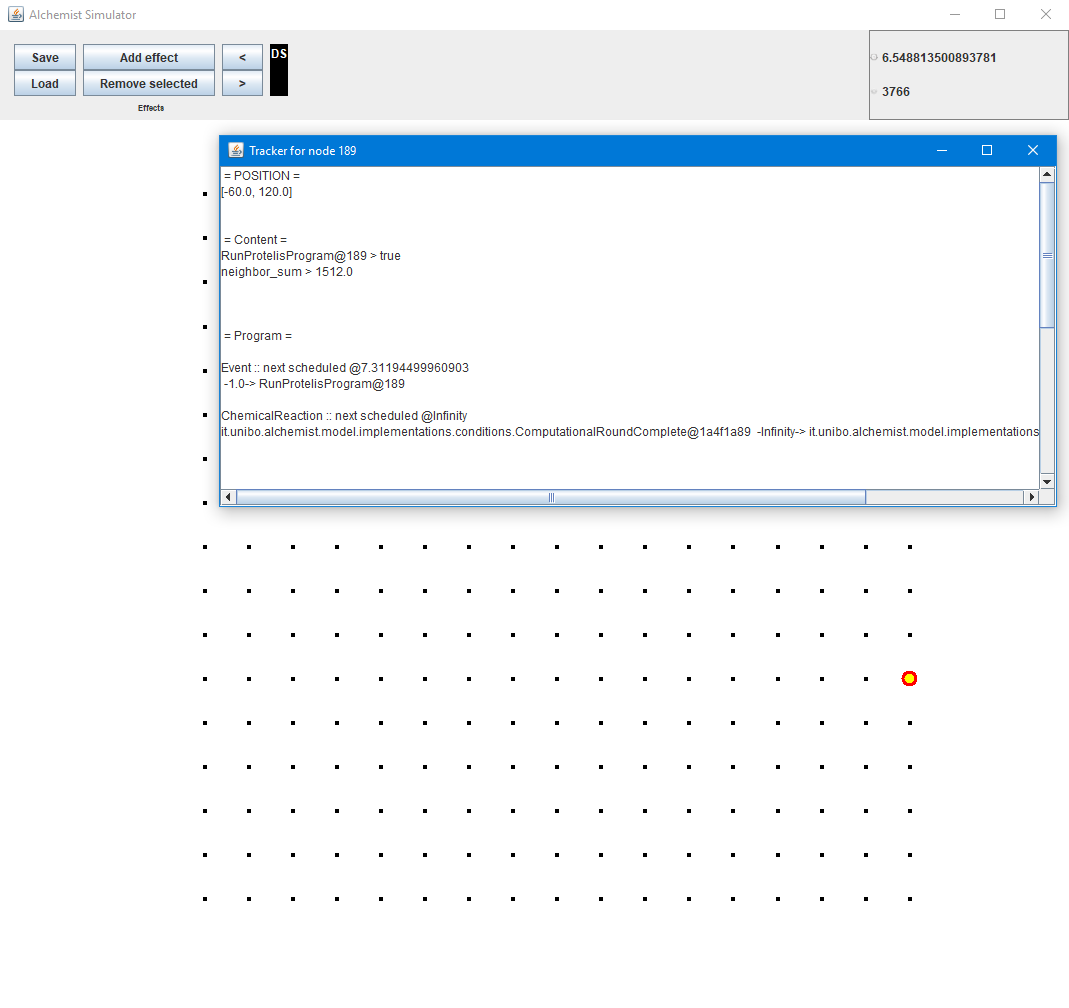 Alchemist Simulator
Save
Add effect
<
DS
Load
Remove selected
>
Effects
6.548813500893781
3766
Tracker for node 189
= POSITION =
[-60.0, 120.0]
= Content =
RunProtelisProgram@189 > true
neighbor_sum > 1512.0
= Program =
Event :: next scheduled @7.31194499960903
-1.0-> RunProtelisProgram@189
ChemicalReaction :: next scheduled @Infinity
it.unibo.alchemist.model.implementations.conditions.ComputationalRoundComplete@1a4f1a89 -Infinity-> it.unibo.alchemist.model.implementations